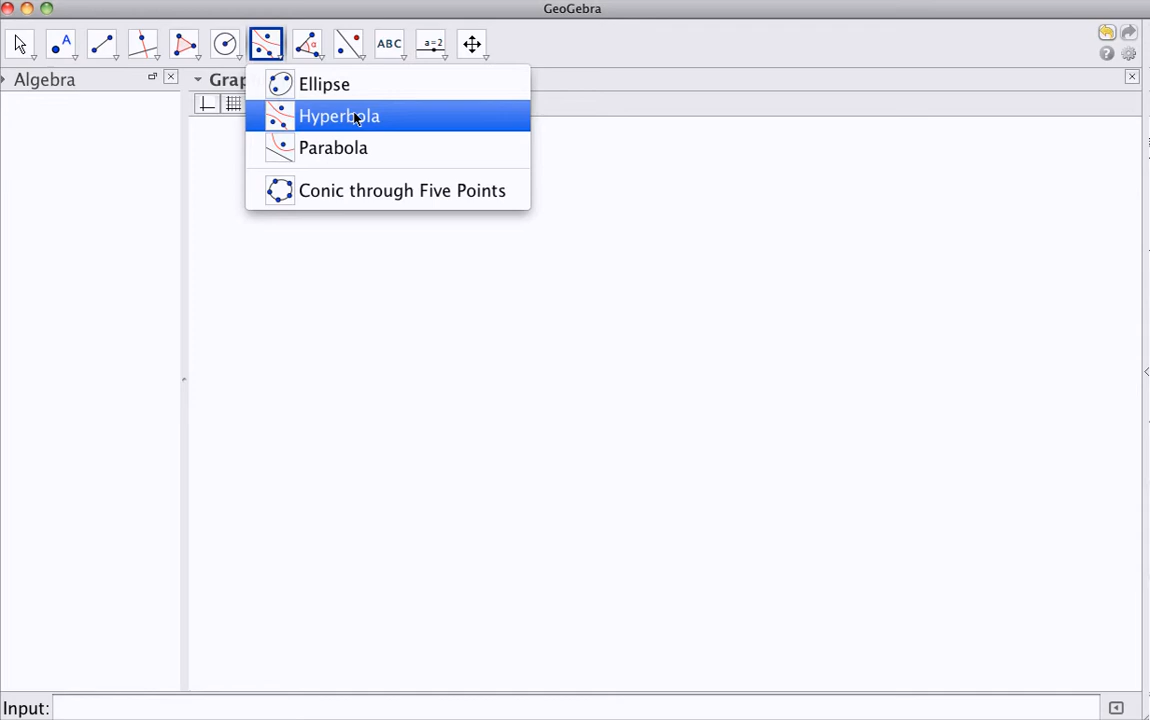 GeoGebra
A
α
ABC
a=2
Algebra
Grap
Ellipse
Hyperbola
Parabola
Conic through Five Points
Input: